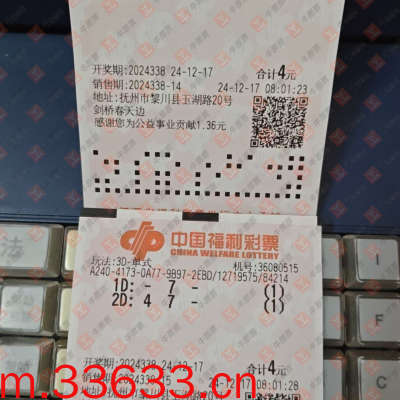 开奖期:2024338 24-12-17 合计4元
销售期:2024338-14 24-12-17 08:01:23
地址:抚州市黎川县玉湖路20号
剑桥春天边
感谢您为公益事业贡献1.36元
中国福利彩票
CHINA WELFARE LOTTERY
玩法:3D-单式 机号:36080515
A240-4173-0A77-9B97-2EBD/12719575/84214
1D: - 7 - (1)
2D: 4 7 - (1)
开奖期:2024338 24-12-17 合计4元
24-12-17 08:01:28
m.33633.cn